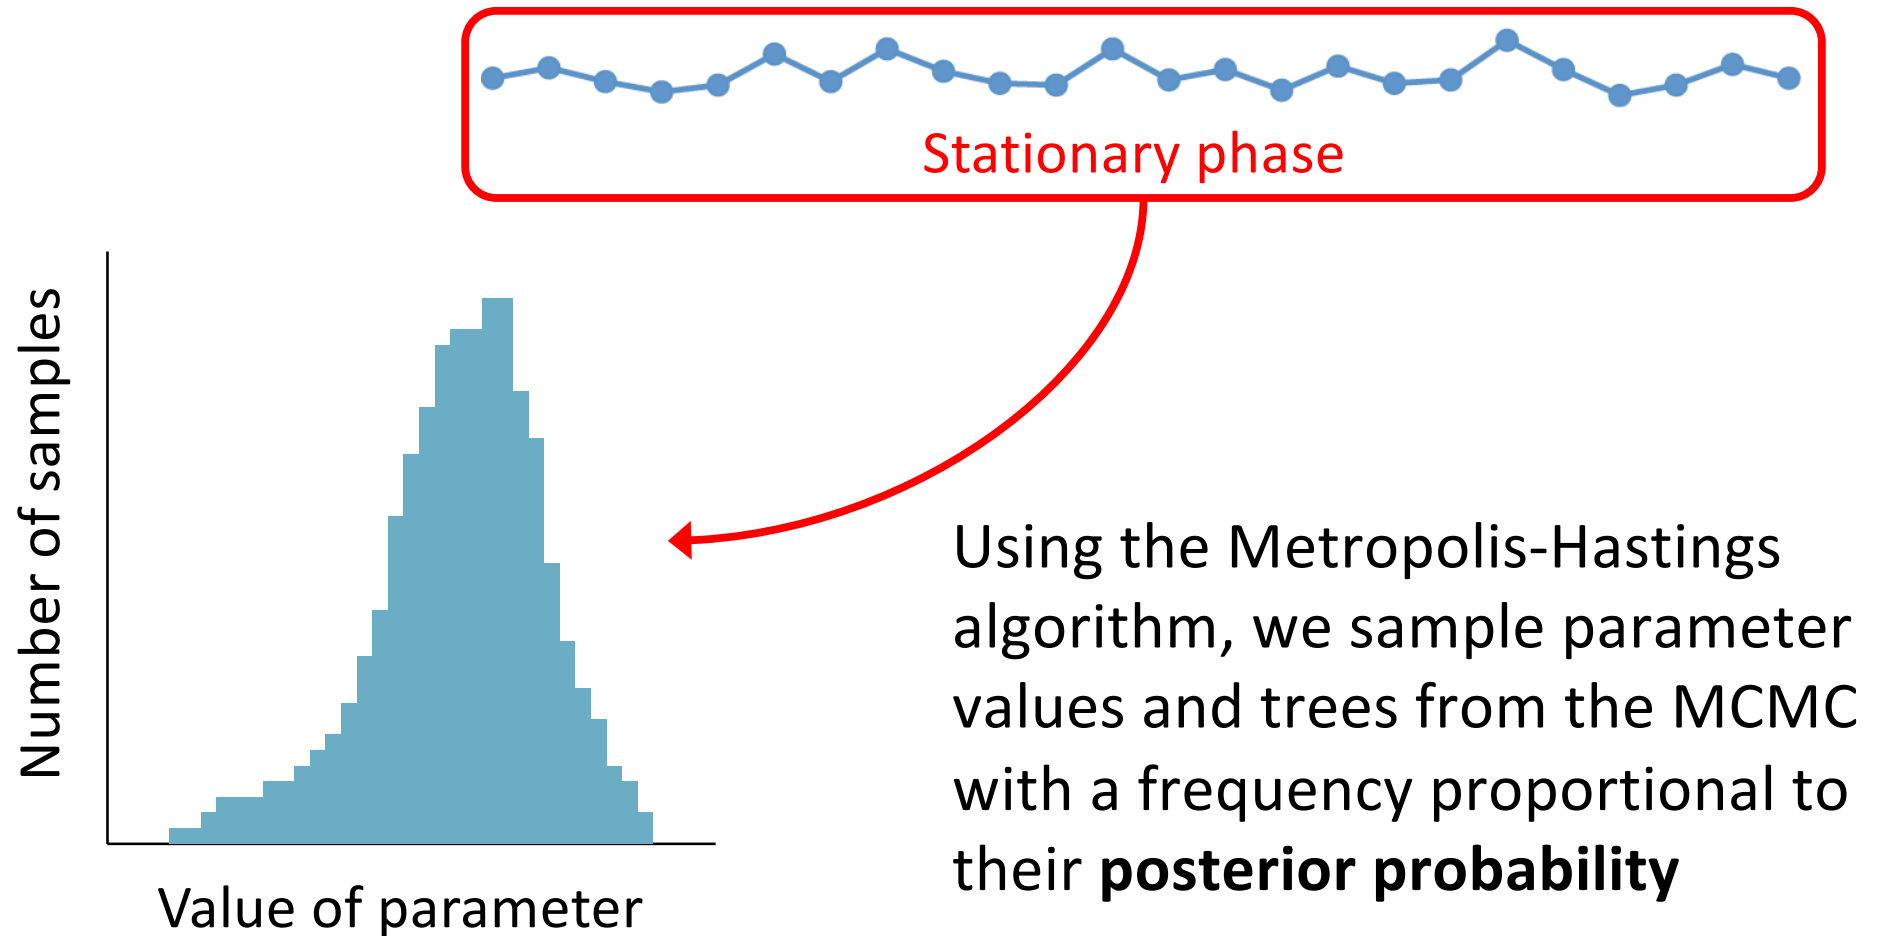 Stationary phase
Number of samples
Value of parameter
Using the Metropolis-Hastings
algorithm, we sample parameter
values and trees from the MCMC
with a frequency proportional to
their posterior probability